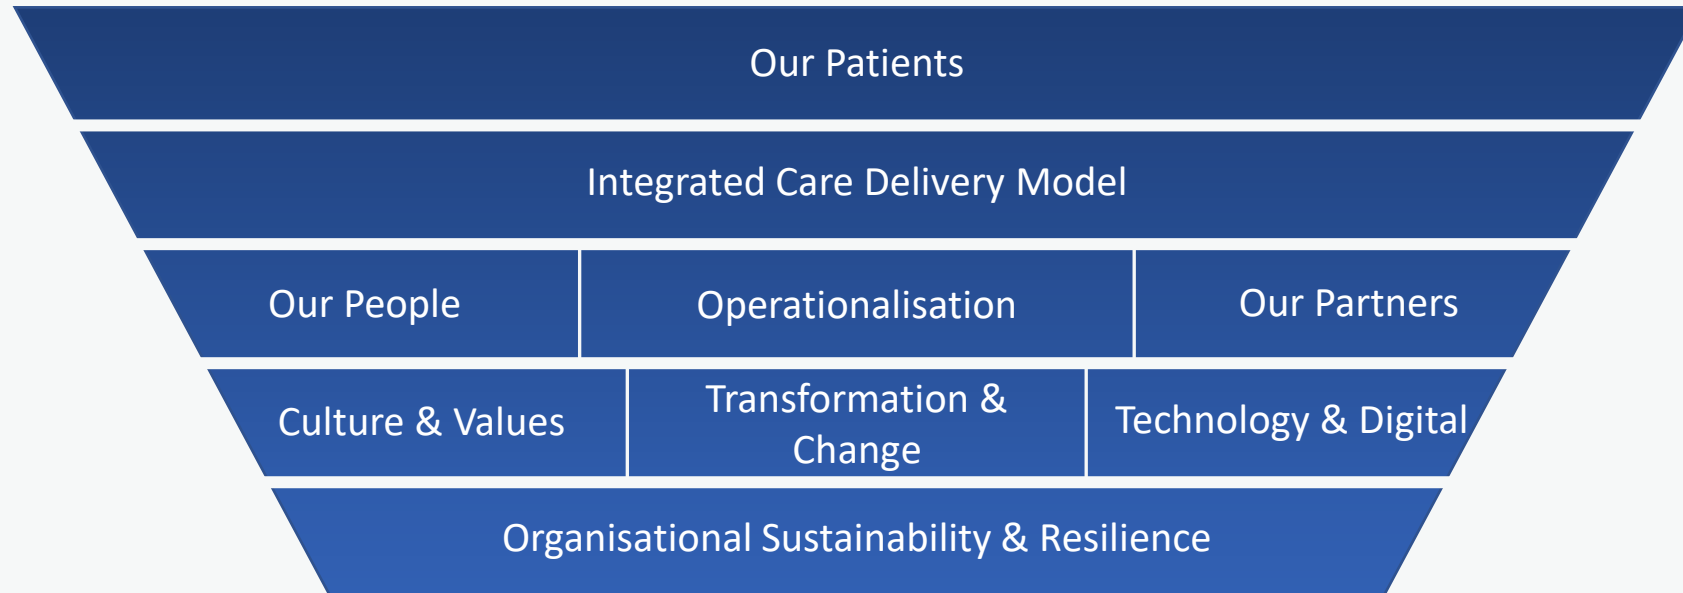 Our Patients
Integrated Care Delivery Model
Our People
Operationalisation
Our Partners
Culture & Values
Transformation &
Change
Technology & Digital
Organisational Sustainability & Resilience